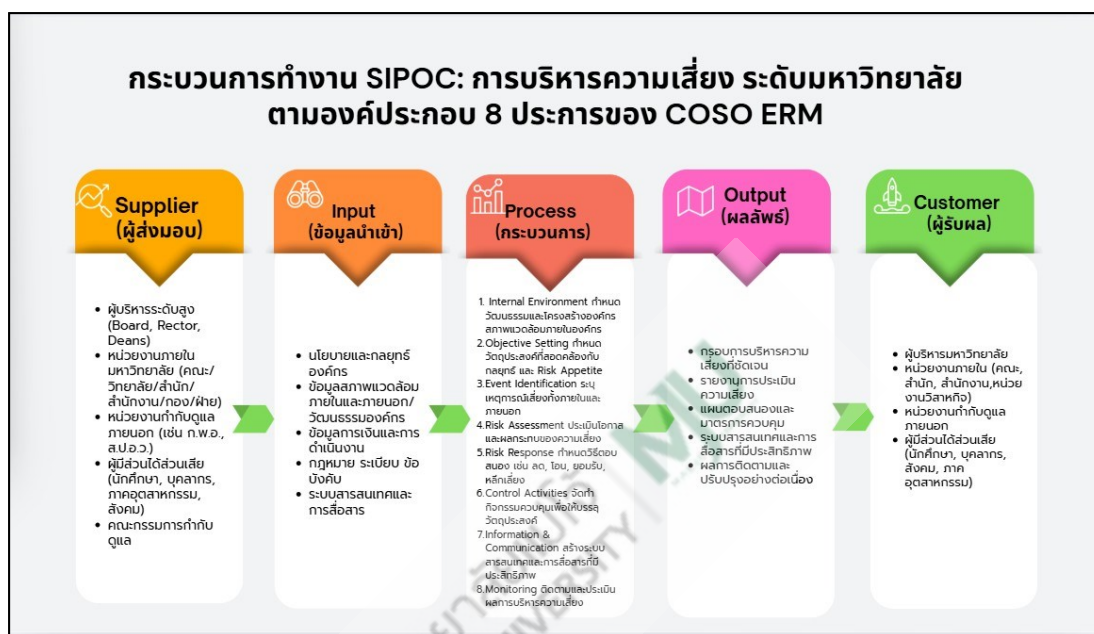 กระบวนการทำงาน SIPOC: การบริหารความเสี่ยง ระดับมหาวิทยาลัย
ตามองค์ประกอบ 8 ประการของ COSO ERM
Supplier
(ผู้ส่งมอบ)
• ผู้บริหารระดับสูง
(Board, Rector,
Deans)
• หน่วยงานภายใน
มหาวิทยาลัย (คณะ/
วิทยาลัย/สำนัก/
สำนักงาน/กอง/ฝ่าย)
• หน่วยงานกำกับดูแล
ภายนอก (เช่น ก.พ.อ.,
ส.ป.อ.ว.)
• ผู้มีส่วนได้ส่วนเสีย
(นักศึกษา, บุคลากร,
ภาคอุตสาหกรรม,
สังคม)
• คณะกรรมการกำกับ
ดูแล
Input
(ข้อมูลนำเข้า)
• นโยบายและกลยุทธ์
องค์กร
• ข้อมูลสภาพแวดล้อม
ภายในและภายนอก/
วัฒนธรรมองค์กร
• ข้อมูลการเงินและการ
ดำเนินงาน
• กฎหมาย ระเบียบ ข้อ
บังคับ
• ระบบสารสนเทศและ
การสื่อสาร
Process
(กระบวนการ)
1. Internal Environment กำหนด
วัฒนธรรมและโครงสร้างองค์กร
สภาพแวดล้อมภายในองค์กร
2.Objective Setting กำหนด
วัตถุประสงค์ที่สอดคล้องกับ
กลยุทธ์ และ Risk Appetite
3.Event Identification ระบุ
เหตุการณ์เสี่ยงทั้งภายในและ
ภายนอก
4.Risk Assessment ประเมินโอกาส
และผลกระทบของความเสี่ยง
5.Risk Response กำหนดวิธีตอบ
สนอง เช่น ลด, โอน, ยอมรับ,
หลีกเลี่ยง
6.Control Activities จัดทำ
กิจกรรมควบคุมเพื่อให้บรรลุ
วัตถุประสงค์
7.Information &
Communication สร้างระบบ
สารสนเทศและการสื่อสารที่มี
ประสิทธิภาพ
8.Monitoring ติดตามและประเมิน
ผลการบริหารความเสี่ยง
Output
(ผลลัพธ์)
• กรอบการบริหารความ
เสี่ยงที่ชัดเจน
• รายงานการประเมิน
ความเสี่ยง
• แผนตอบสนองและ
มาตรการควบคุม
• ระบบสารสนเทศและการ
สื่อสารที่มีประสิทธิภาพ
• ผลการติดตามและ
ปรับปรุงอย่างต่อเนื่อง
Customer
(ผู้รับผล)
• ผู้บริหารมหาวิทยาลัย
• หน่วยงานภายใน (คณะ,
สำนัก, สำนักงาน,หน่วย
งานวิสาหกิจ)
• หน่วยงานกำกับดูแล
ภายนอก
• ผู้มีส่วนได้ส่วนเสีย
(นักศึกษา, บุคลากร,
สังคม, ภาค
อุตสาหกรรม)
MJU